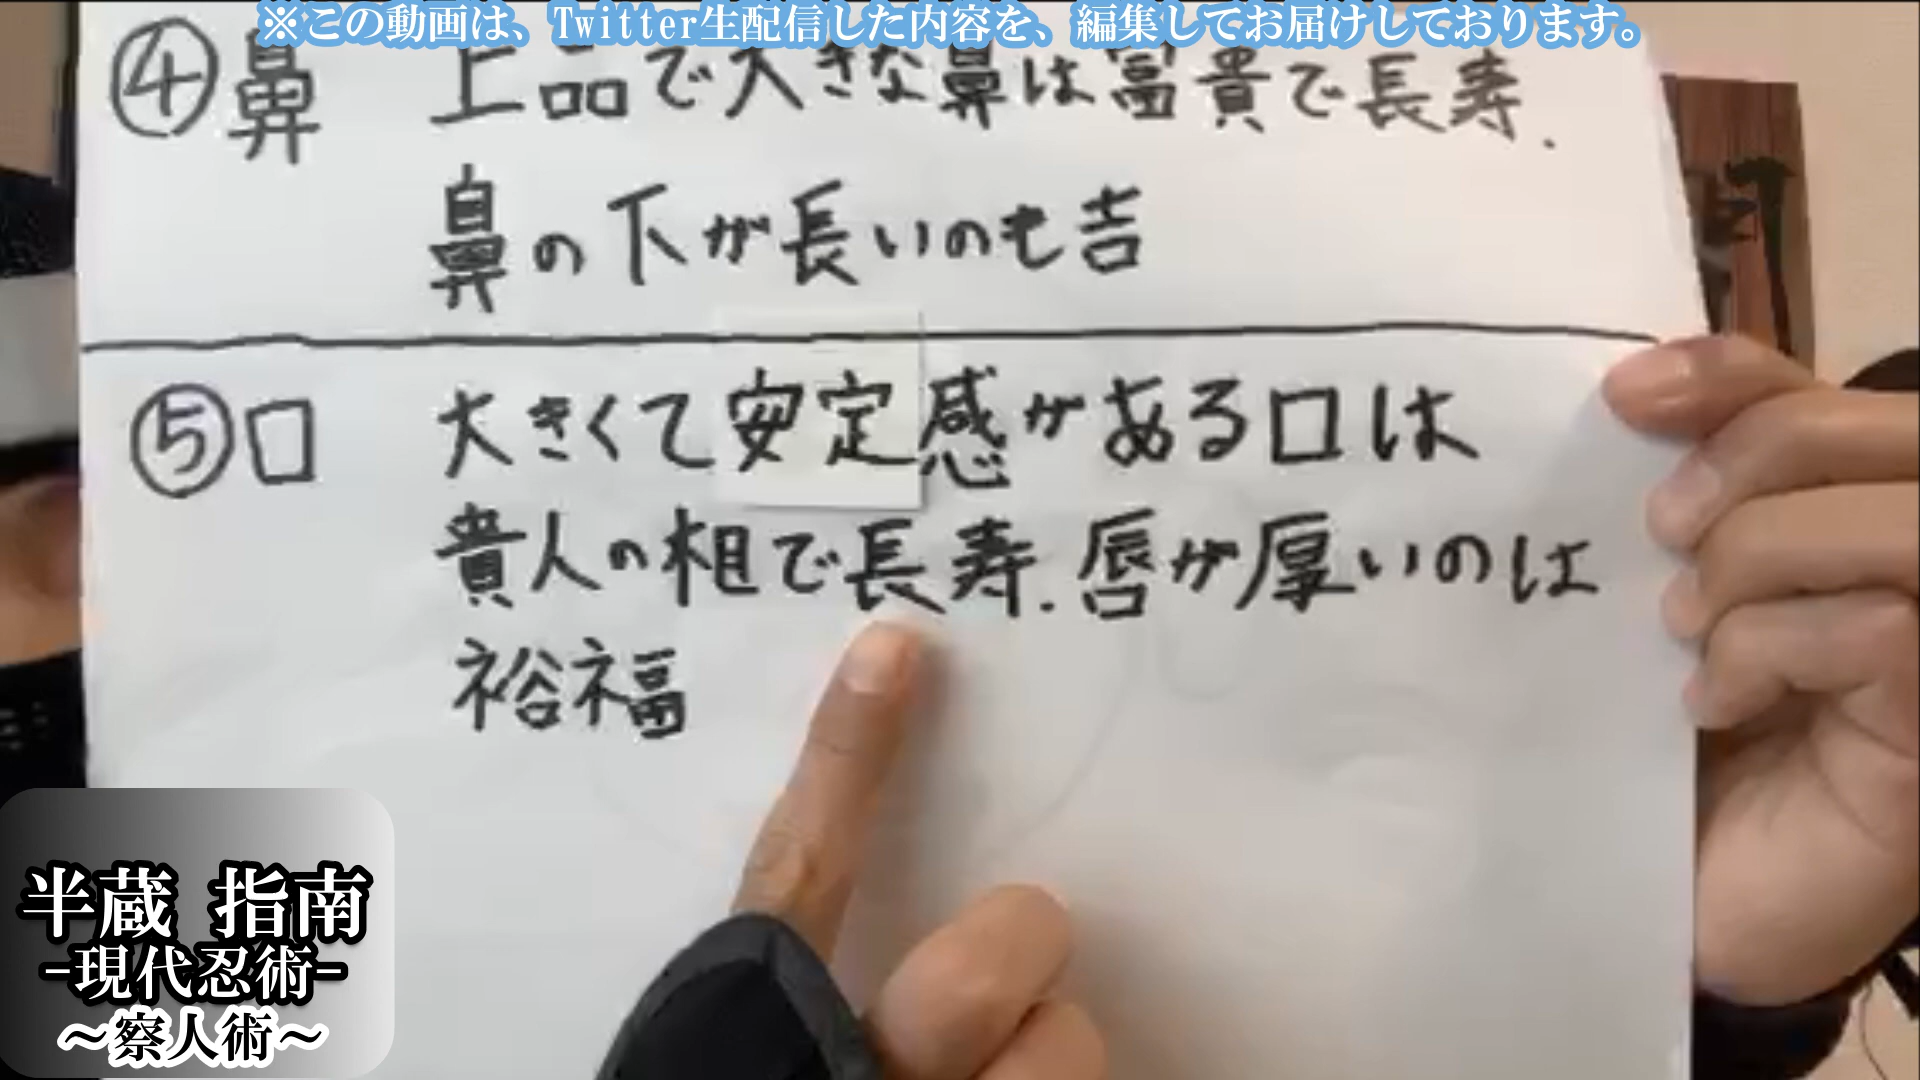 ※この動画は、Twitter生配信した内容を、編集してお届けしております。
④鼻 上品で大きな鼻は冨貴で長寿.
鼻の下が長いのも吉
⑤口 大きくて安定感がある口は
貴人の相で長寿.唇が厚いのは
裕福
半蔵 指南
-現代忍術-
～察人術～